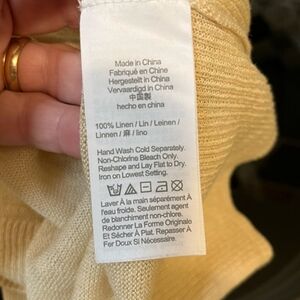 Made in China
Fabriqué en Chine
Hergestellt in China
Vervaardigd in China
中国製
hecho en china
100% Linen / Lin / Leinen /
Linnen / 麻 / lino
Hand Wash Cold Separately.
Non-Chlorine Bleach Only.
Reshape and Lay Flat to Dry.
Iron on Lowest Setting.
Laver À la main séparement À
l'eau froide. Seulement agent
de blanchiment non-chlore.
Redonner La Forme Originale
Et Sécher À Plat. Repasser À
Fer Doux Si Nécessaire.